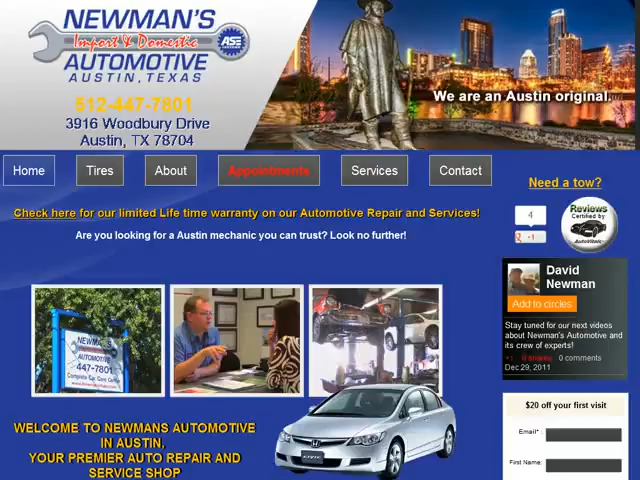 NEWMAN'S
Import & Domestic
AUTOMOTIVE
AUSTIN, TEXAS
ASE
512-447-7801
3916 Woodbury Drive
Austin, TX 78704
We are an Austin original.
Home
Tires
About
Appointments
Services
Contact
Need a tow?
Check here for our limited Life time warranty on our Automotive Repair and Services!
Are you looking for a Austin mechanic you can trust? Look no further!
4
+1
Reviews
Certified by
David
Newman
Add to circles
Stay tuned for our next videos
about Newman's Automotive and
its crew of experts!
+1 0 shares 0 comments
Dec 29, 2011
NEWMAN'S
AUTOMOTIVE
447-7801
Complete Car Care Center
WELCOME TO NEWMANS AUTOMOTIVE
IN AUSTIN,
YOUR PREMIER AUTO REPAIR AND
SERVICE SHOP
CIVIC
$20 off your first visit
Email* :
First Name: